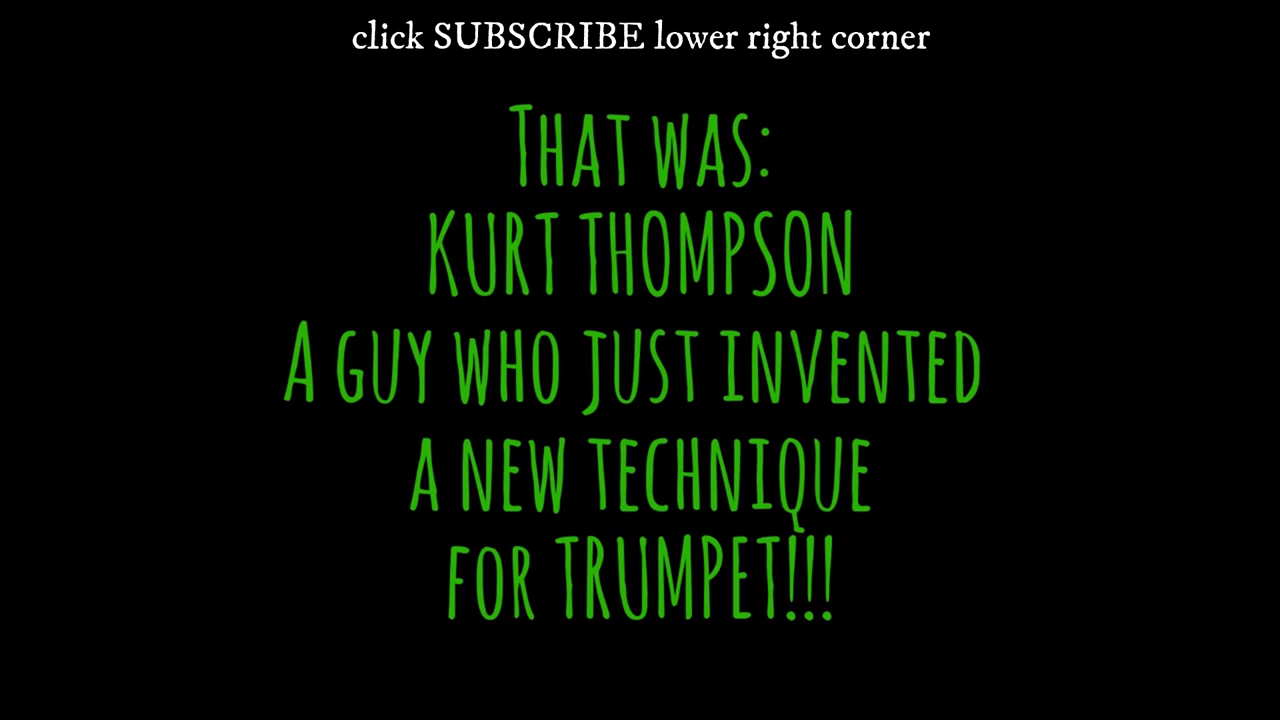 click SUBSCRIBE lower right corner
THAT WAS:
KURT THOMPSON
A GUY WHO JUST INVENTED
A NEW TECHNIQUE
FOR TRUMPET!!!